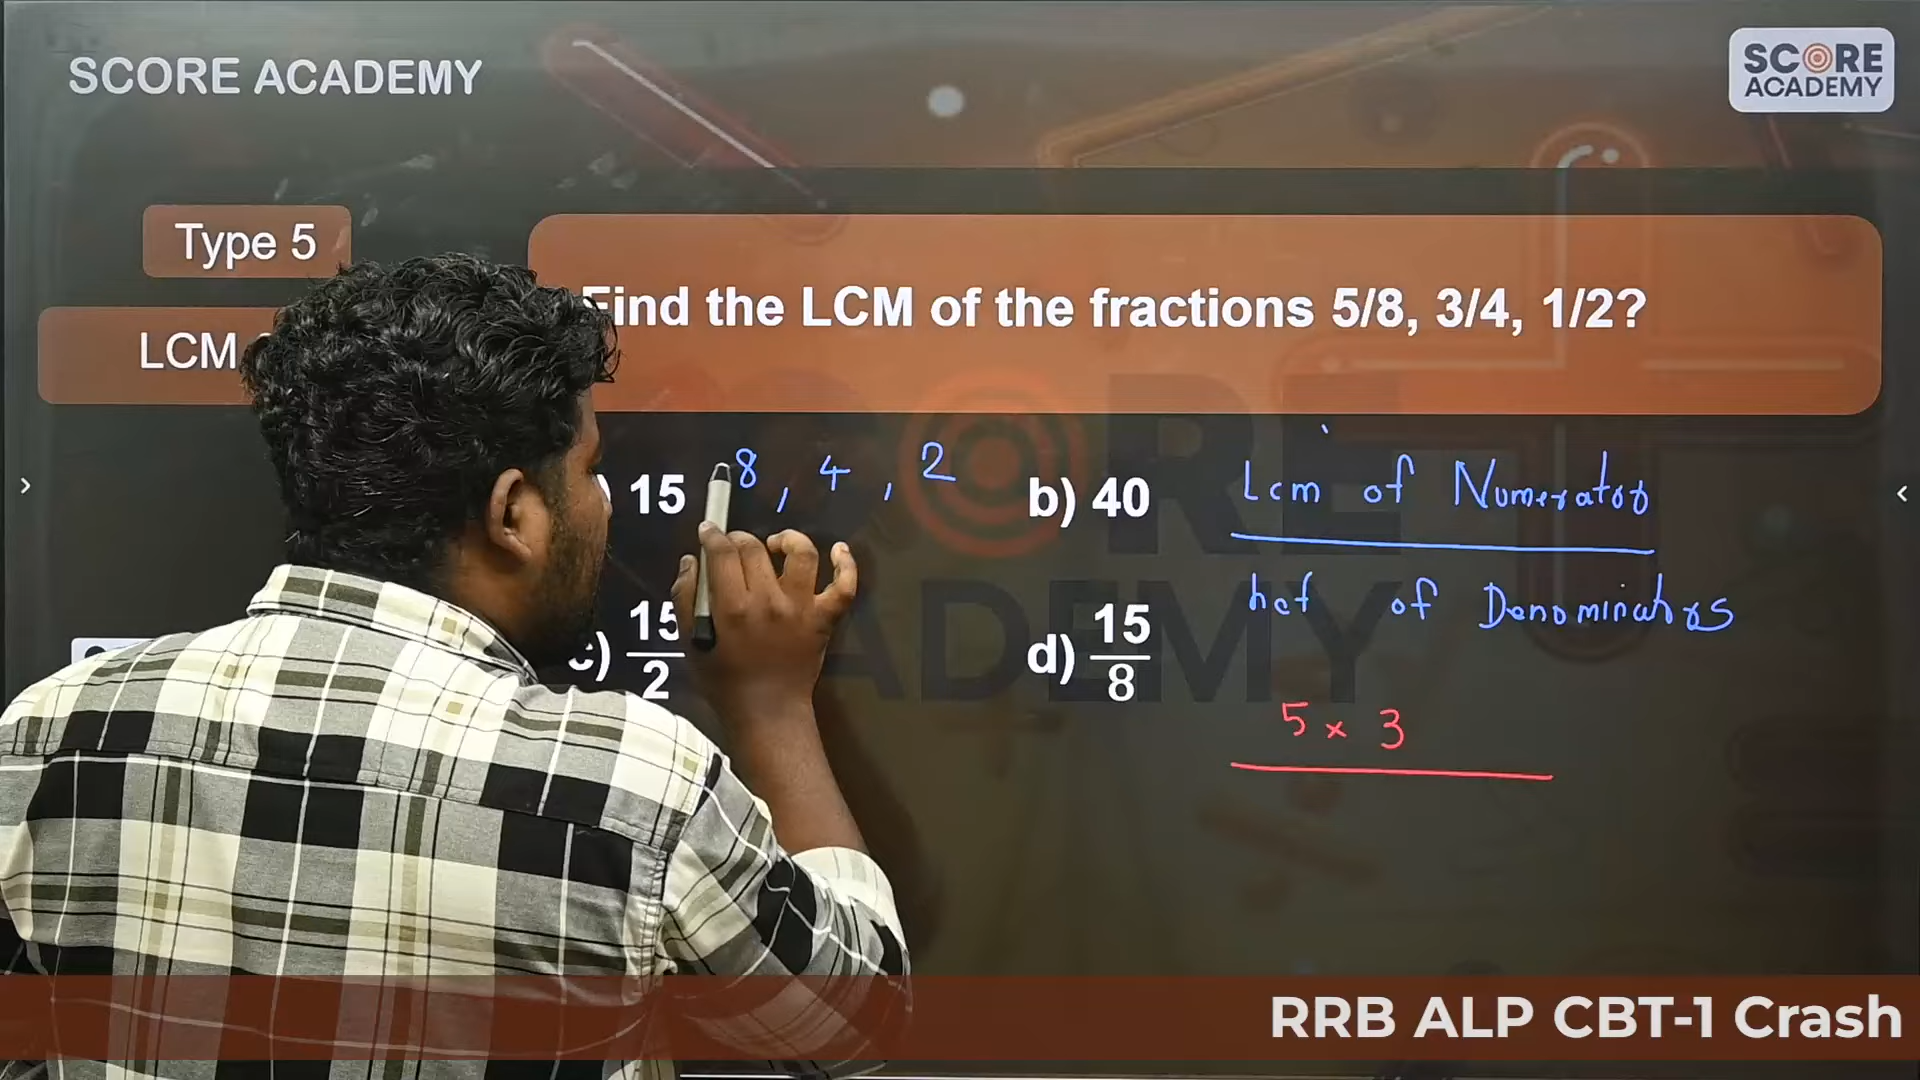 SCORE ACADEMY
SCORE
ACADEMY
Type 5
LCM
Find the LCM of the fractions 5/8, 3/4, 1/2?
15
8, 4, 2
b) 40
Lcm of Numerator
hcf of Denominators
c) 15
2
d) 15
8
5 × 3
RRB ALP CBT-1 Crash